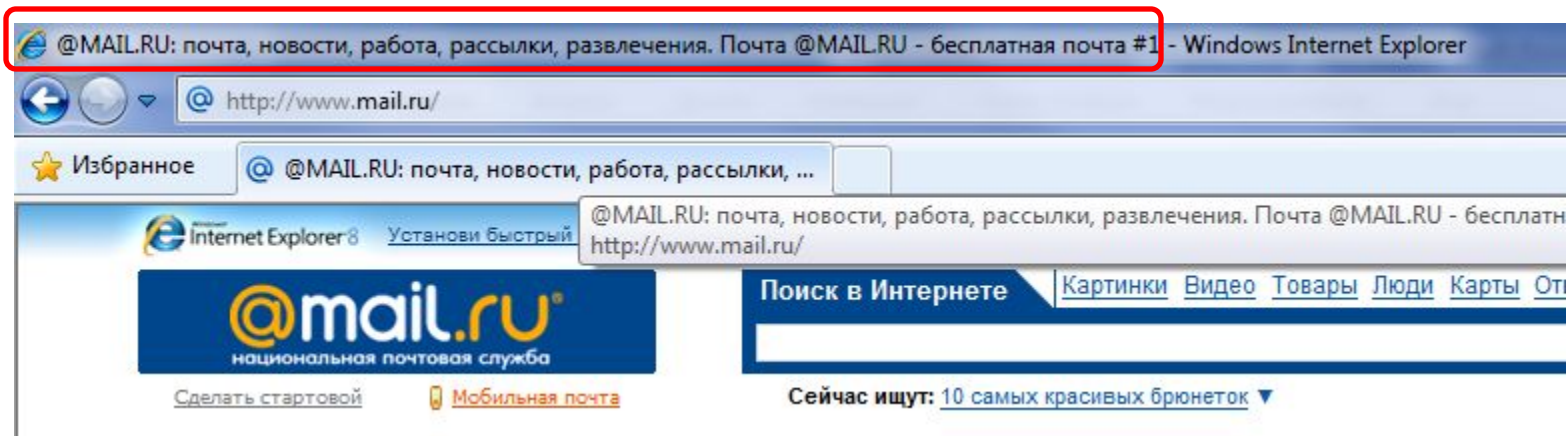 @MAIL.RU: почта, новости, работа, рассылки, развлечения. Почта @MAIL.RU - бесплатная почта #1 - Windows Internet Explorer
http://www.mail.ru/
Избранное @MAIL.RU: почта, новости, работа, рассылки, ...
@MAIL.RU: почта, новости, работа, рассылки, развлечения. Почта @MAIL.RU - бесплатн
http://www.mail.ru/
Windows Internet Explorer 8 Установи быстрый
@mail.ru
национальная почтовая служба
Поиск в Интернете Картинки Видео Товары Люди Карты
Сделать стартовой Мобильная почта Сейчас ищут: 10 самых красивых брюнеток ▼